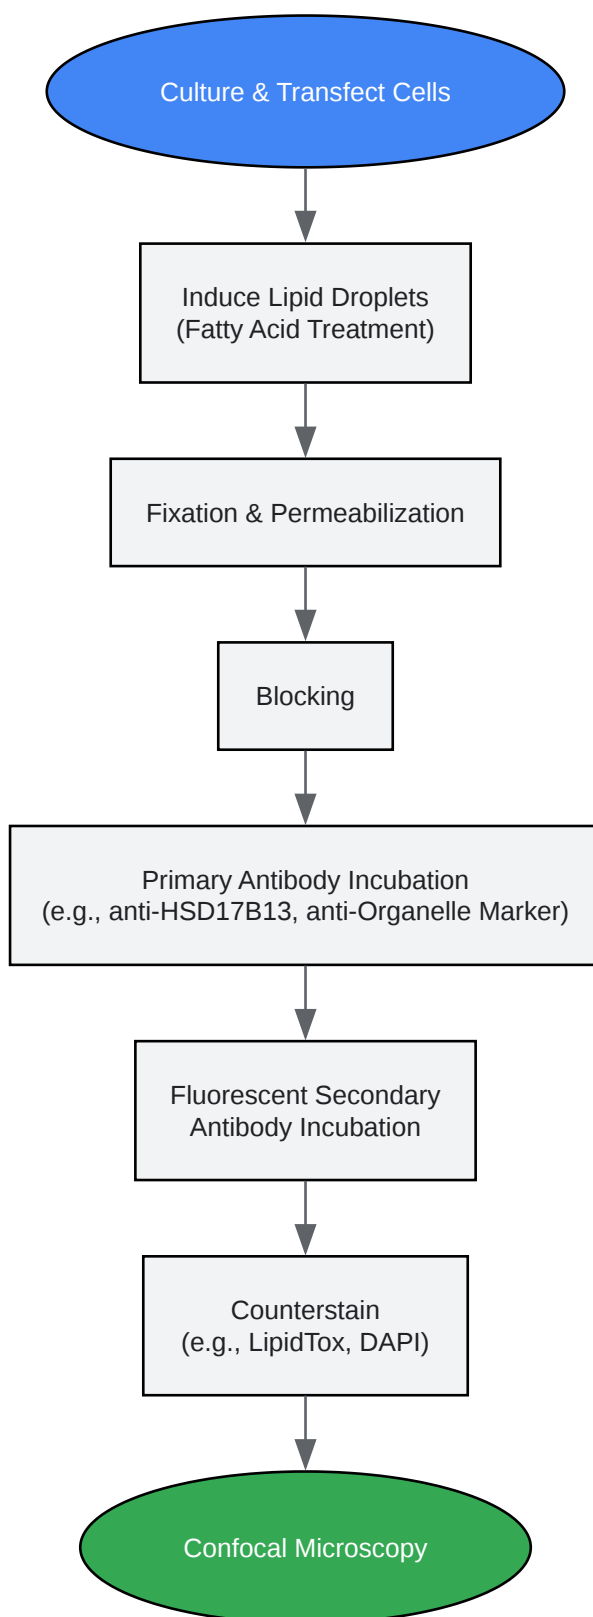 Culture & Transfect Cells
Induce Lipid Droplets
(Fatty Acid Treatment)
Fixation & Permeabilization
Blocking
Primary Antibody Incubation
(e.g., anti-HSD17B13, anti-Organelle Marker)
Fluorescent Secondary
Antibody Incubation
Counterstain
(e.g., LipidTox, DAPI)
Confocal Microscopy